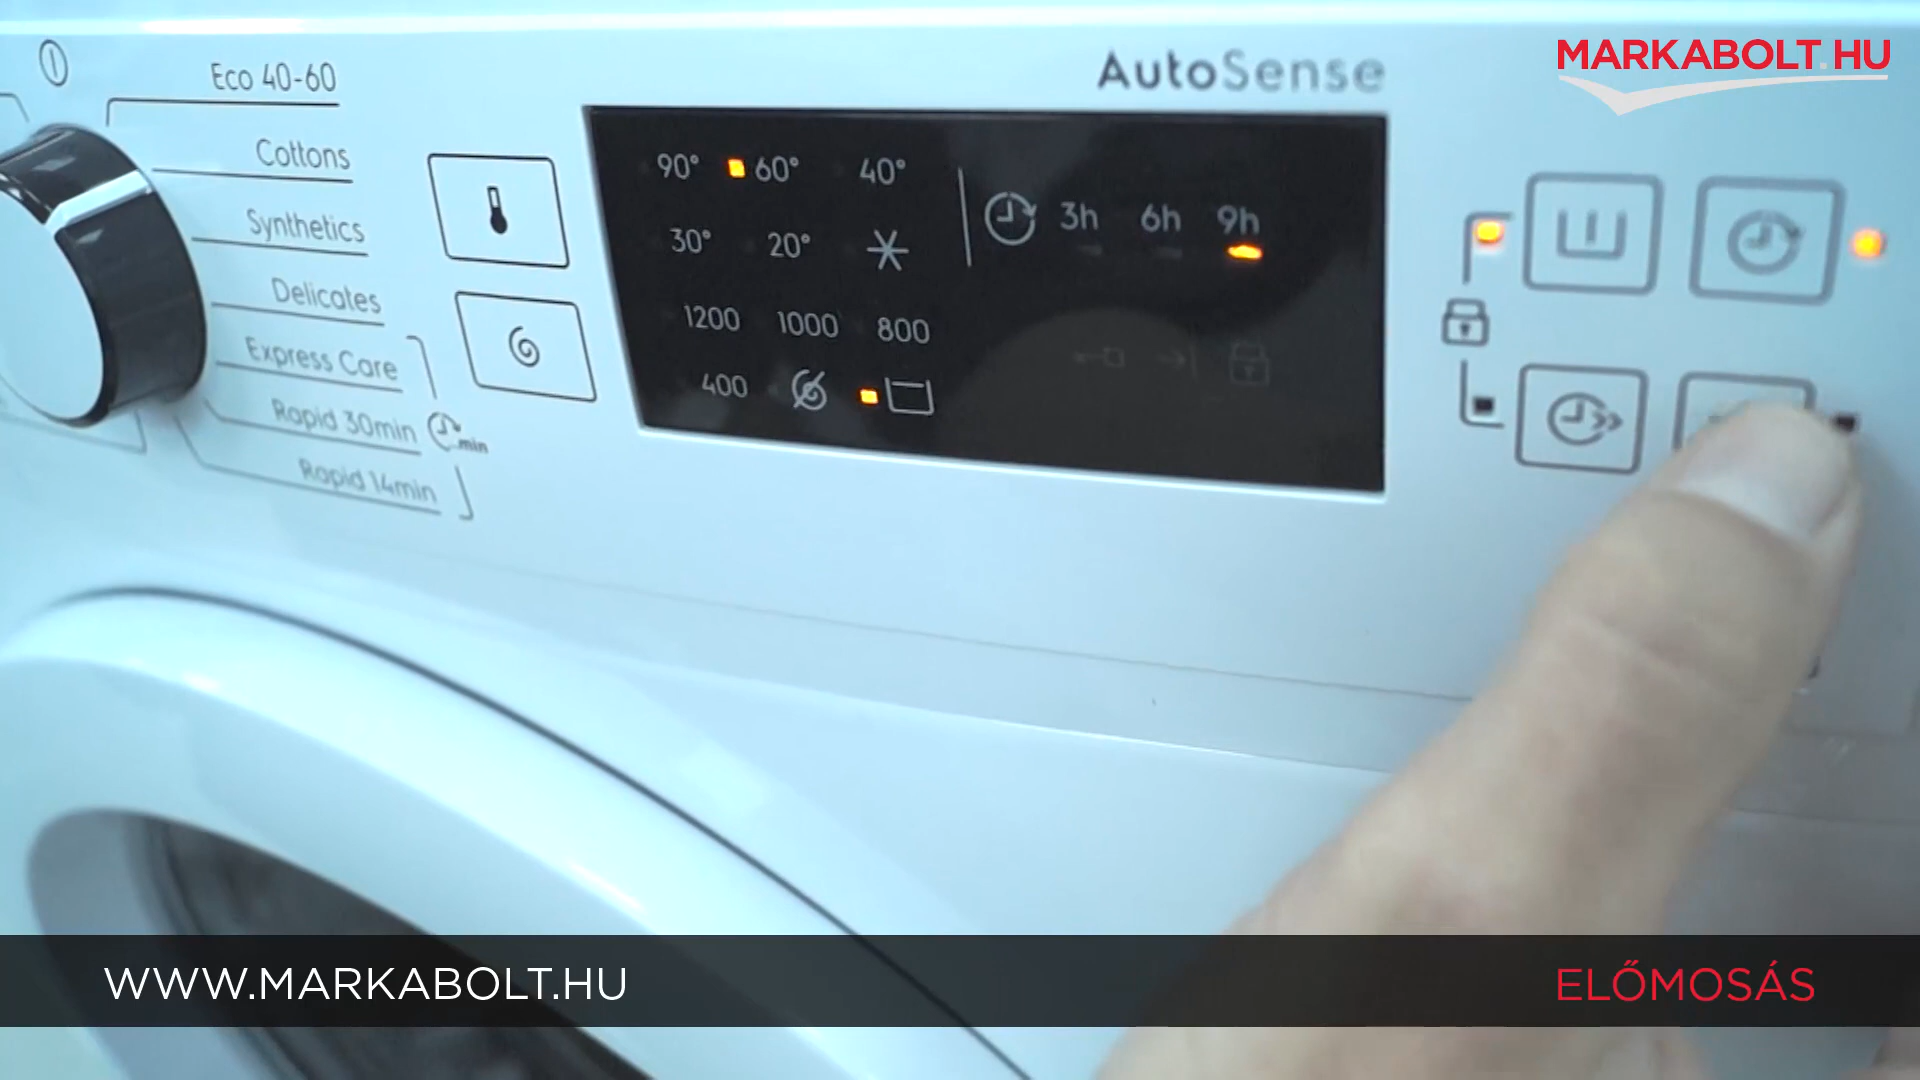 MARKABOLT.HU
AutoSense
Eco 40-60
Cottons
Synthetics
Delicates
Express Care
Rapid 30min
min
Rapid 14min
90° 60° 40°
30° 20°
1200 1000 800
400
3h 6h 9h
WWW.MARKABOLT.HU
ELŐMOSÁS